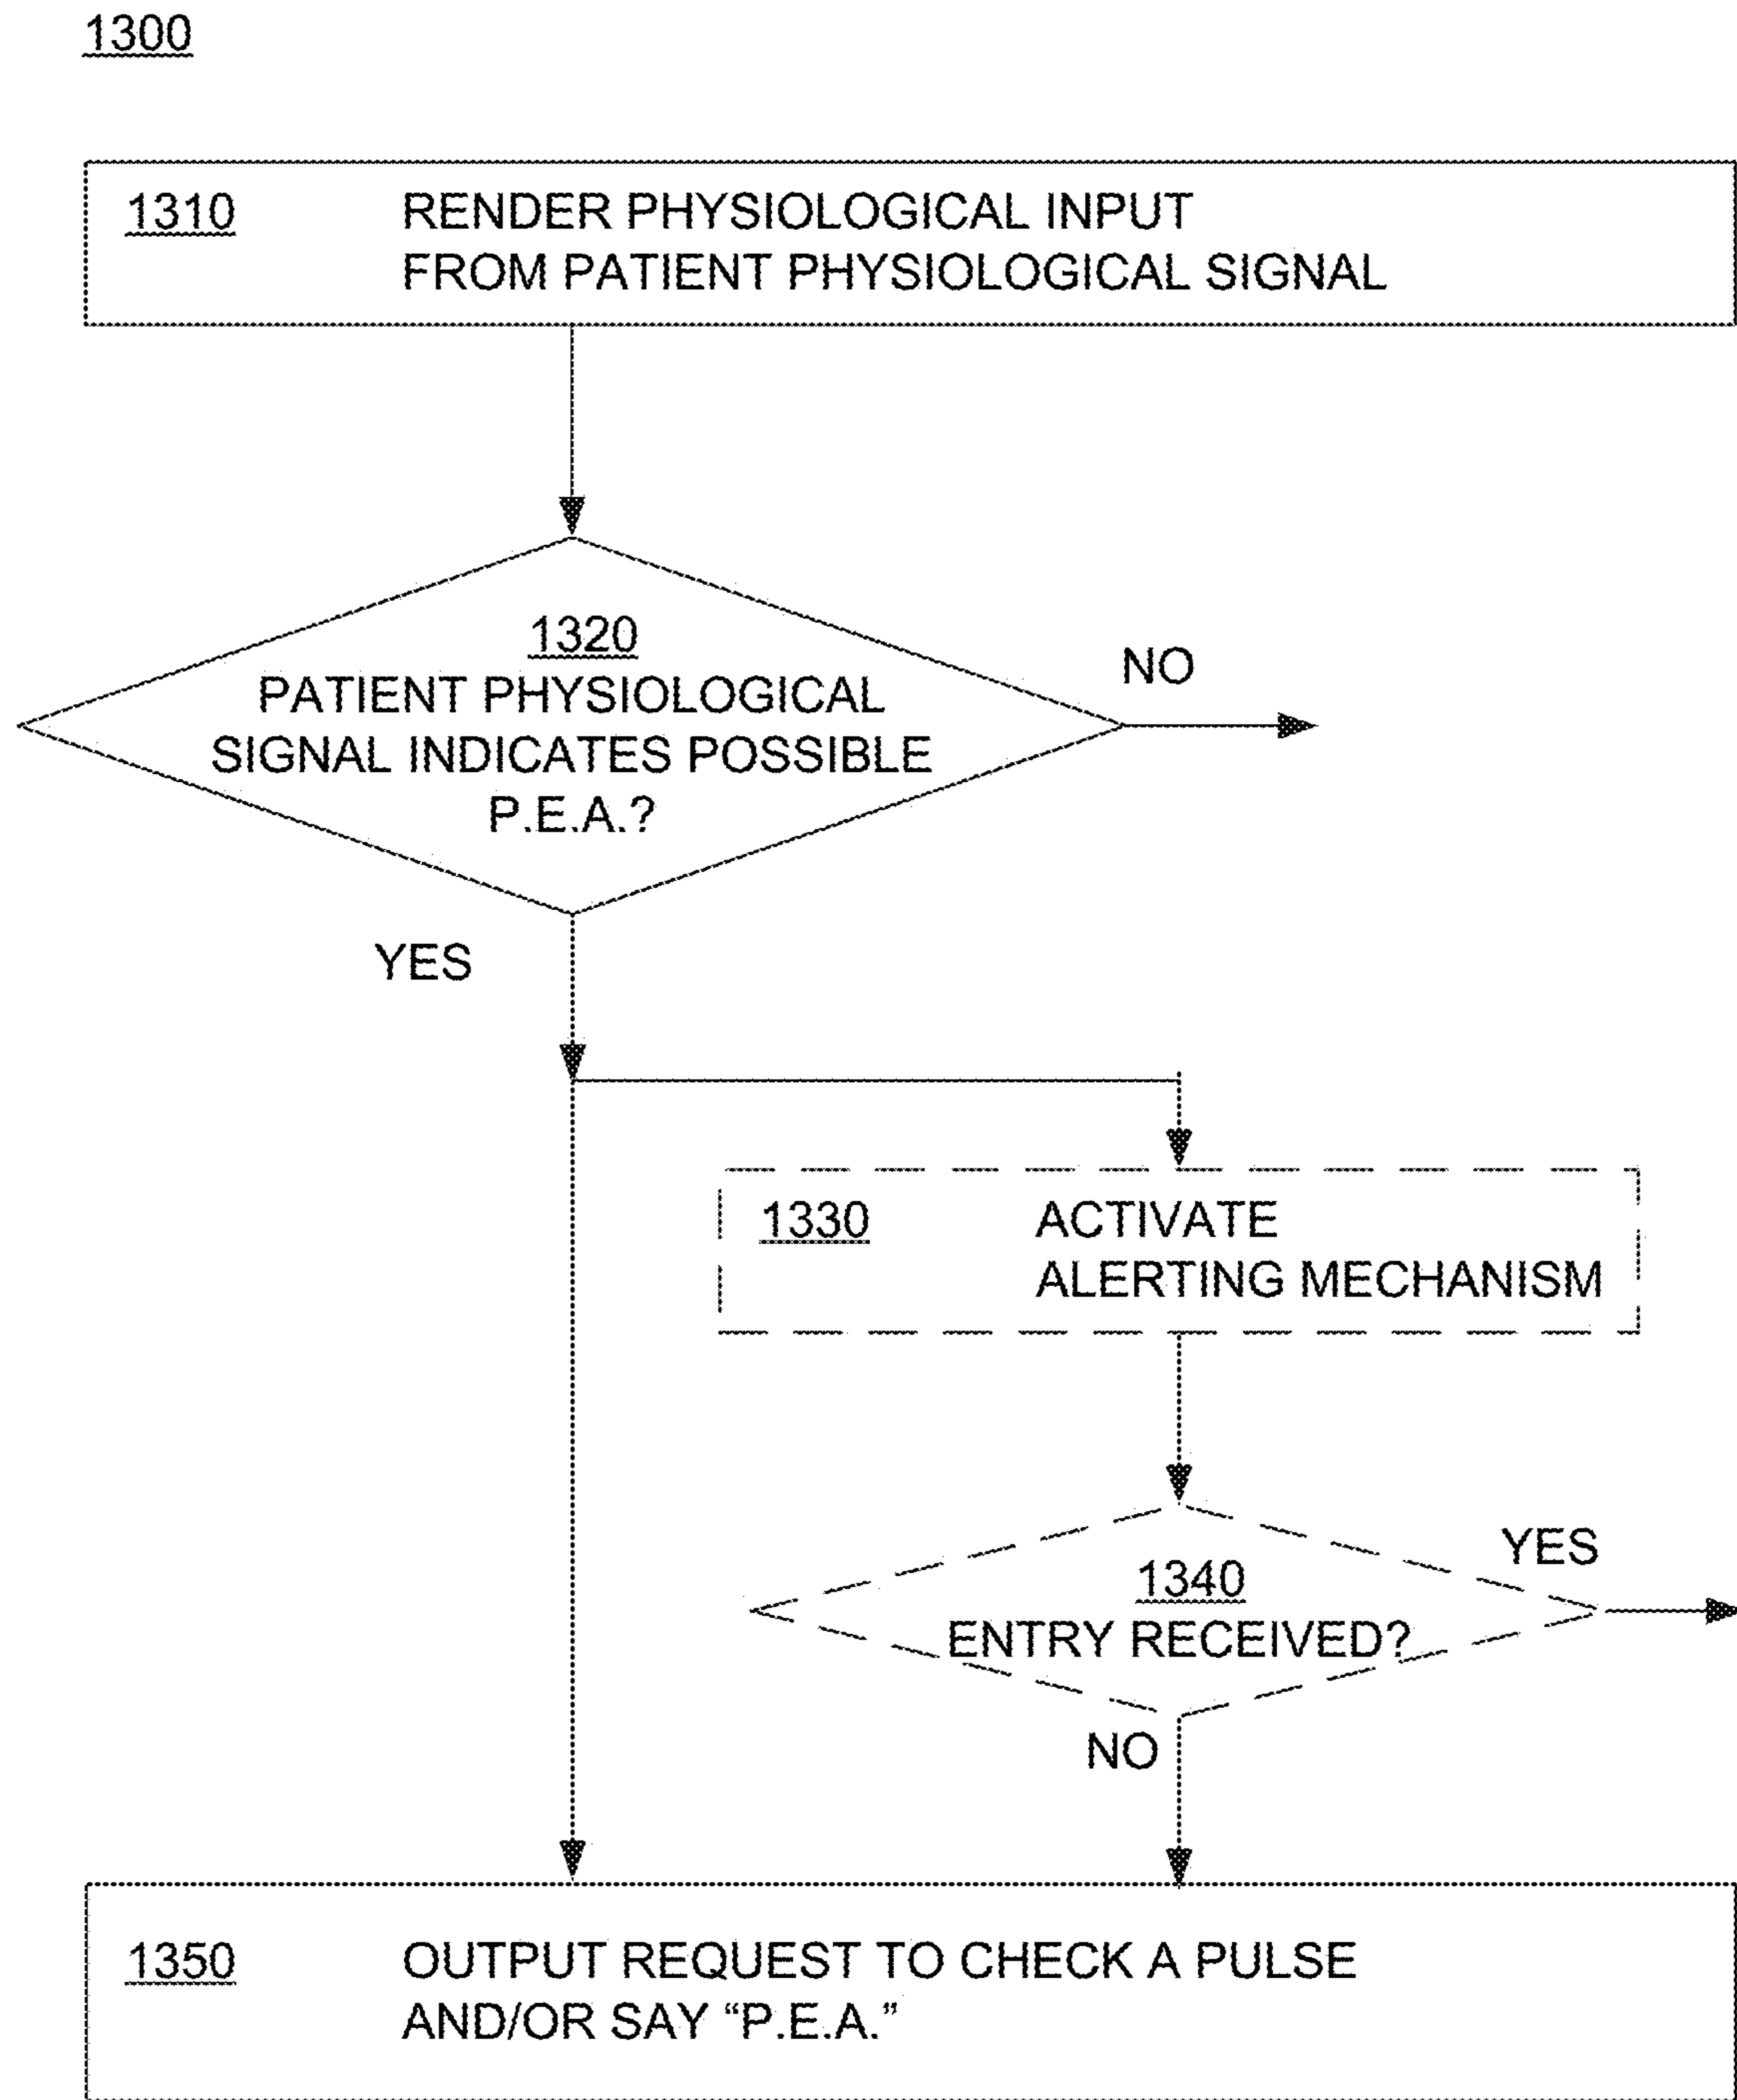 1300
1310 RENDER PHYSIOLOGICAL INPUT
FROM PATIENT PHYSIOLOGICAL SIGNAL
1320
PATIENT PHYSIOLOGICAL
SIGNAL INDICATES POSSIBLE
P.E.A.?
NO
YES
1330 ACTIVATE
ALERTING MECHANISM
YES
1340
ENTRY RECEIVED?
NO
1350 OUTPUT REQUEST TO CHECK A PULSE
AND/OR SAY “P.E.A.”